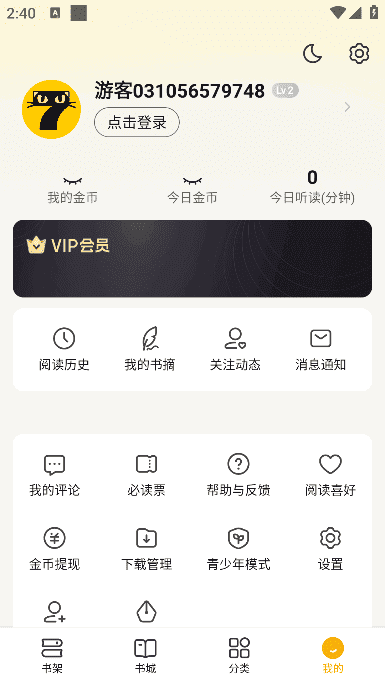 2:40
游客031056579748 Lv 2
点击登录
0
我的金币 今日金币 今日听读(分钟)
VIP会员
阅读历史 我的书摘 关注动态 消息通知
我的评论 必读票 帮助与反馈 阅读喜好
金币提现 下载管理 青少年模式 设置
书架 书城 分类 我的